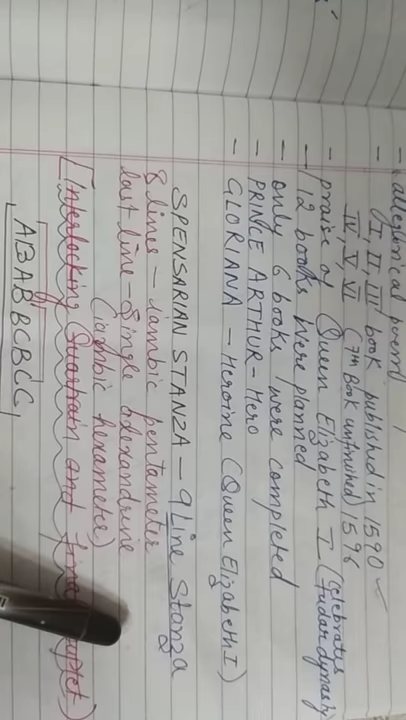 - allegorical poem
- I, II, III book published in 1590
IV, V, VI (7th Book unfinished) 1596
- praise of Queen Elizabeth I (celebrates Tudor dynasty
- 12 books were planned
only 6 books were completed
- PRINCE ARTHUR - Hero
- GLORIANA - Heroine (Queen Elizabeth I)
SPENSARIAN STANZA - 9 Line Stanza
8 lines - Iambic pentameter
last line - Single Alexandrine
(iambic hexameter)
[Interlocking Quatrain and
ABABBCBCC